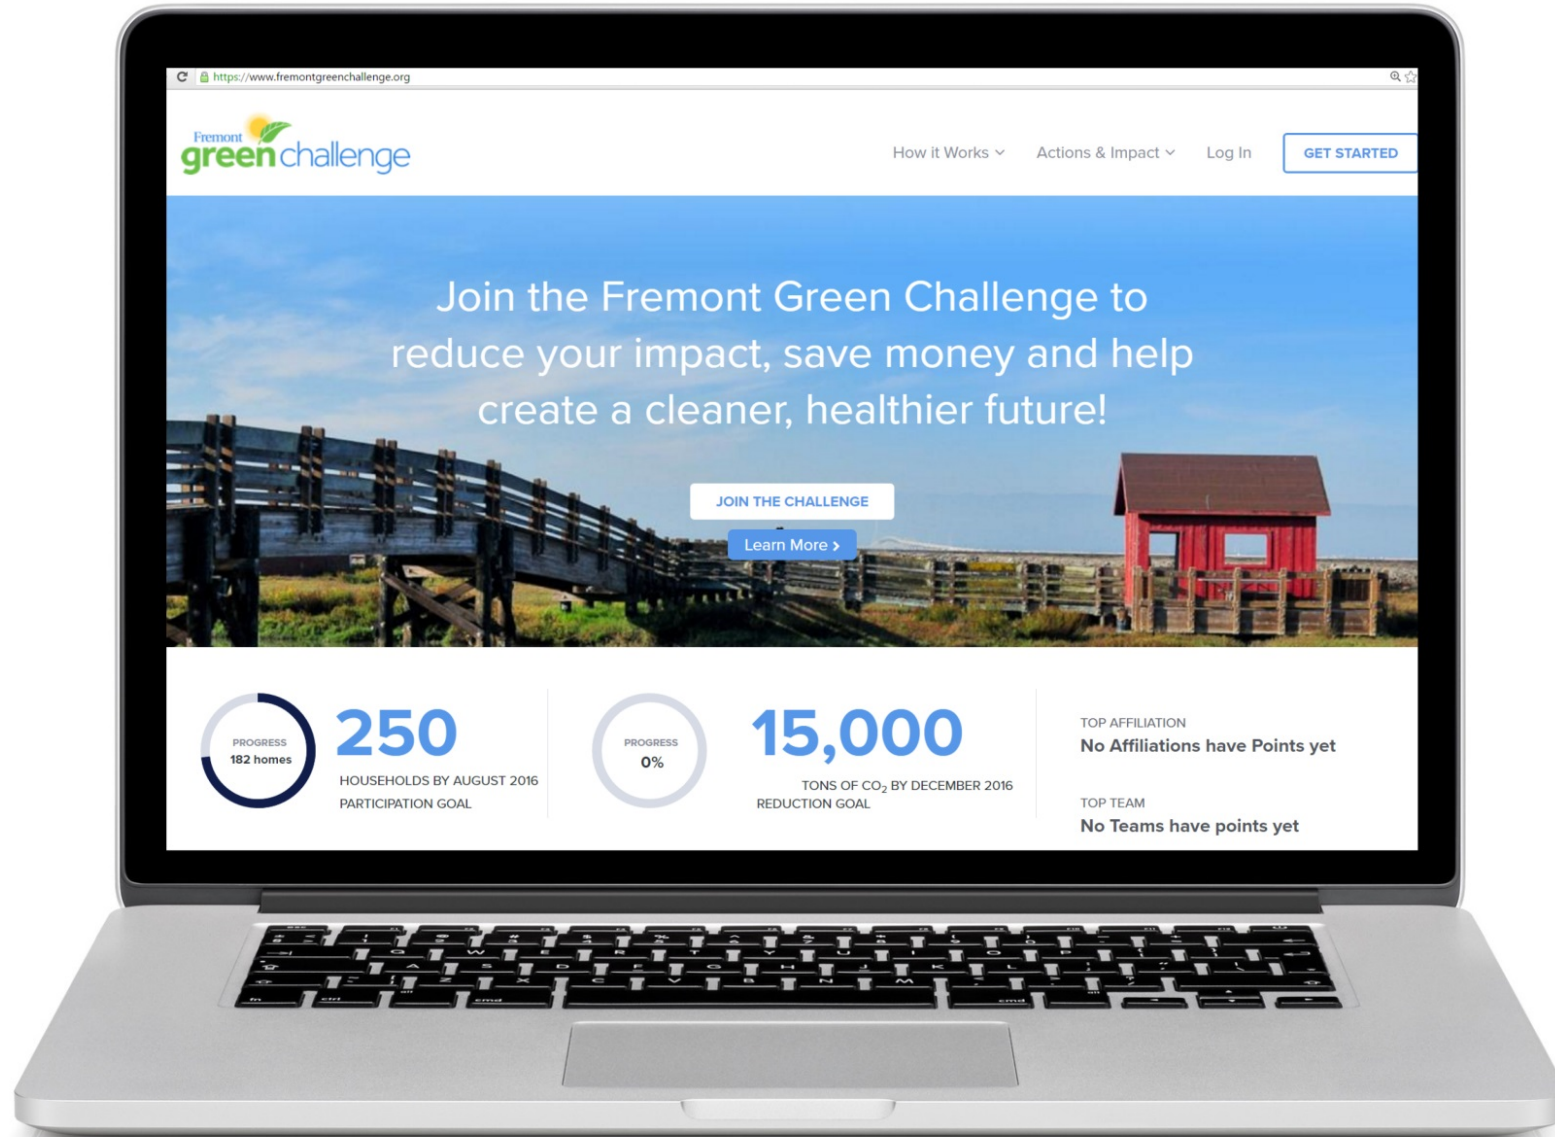 https://www.fremontgreenchallenge.org
Fremont
green challenge
How it Works
Actions & Impact
Log In
GET STARTED
Join the Fremont Green Challenge to
reduce your impact, save money and help
create a cleaner, healthier future!
JOIN THE CHALLENGE
Learn More >
PROGRESS
182 homes
250
HOUSEHOLDS BY AUGUST 2016
PARTICIPATION GOAL
PROGRESS
0%
15,000
TONS OF CO₂ BY DECEMBER 2016
REDUCTION GOAL
TOP AFFILIATION
No Affiliations have Points yet
TOP TEAM
No Teams have points yet